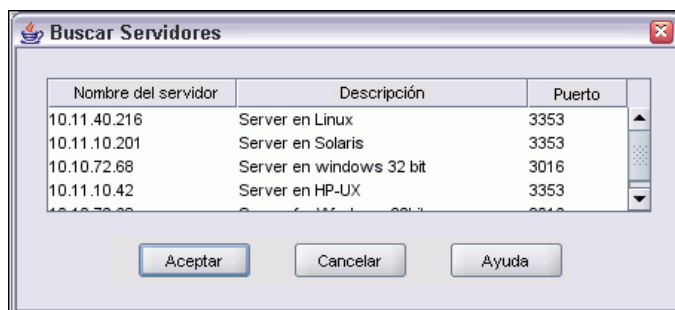 Buscar Servidores
Nombre del servidor Descripción Puerto
10.11.40.216 Server en Linux 3353
10.11.10.201 Server en Solaris 3353
10.10.72.68 Server en windows 32 bit 3016
10.11.10.42 Server en HP-UX 3353
Aceptar Cancelar Ayuda